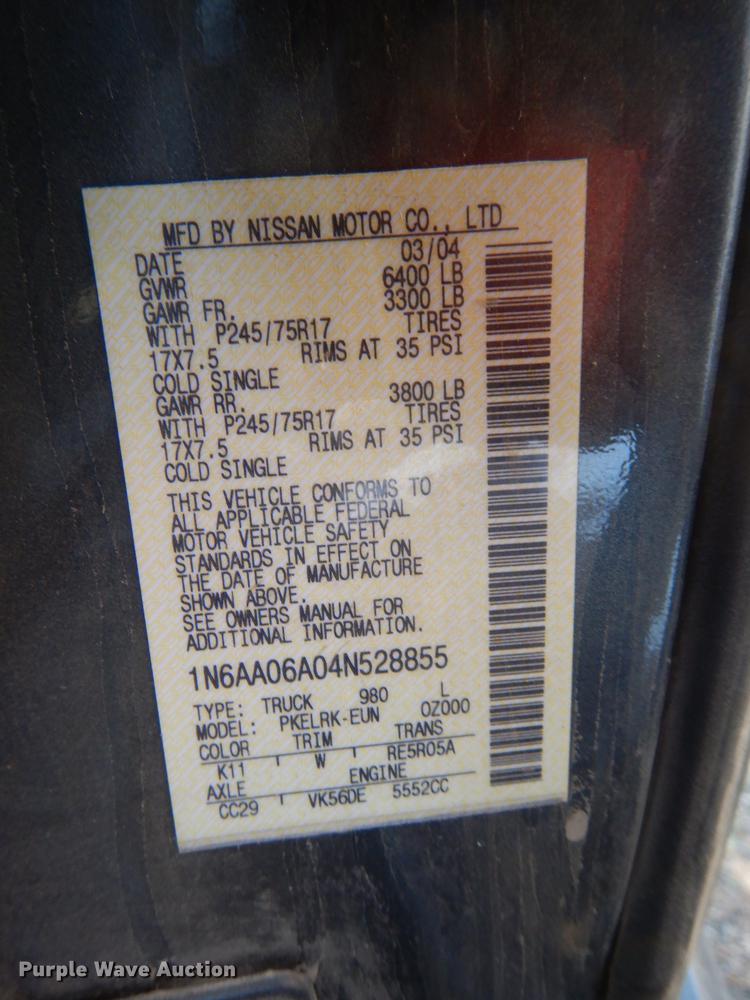 MFD BY NISSAN MOTOR CO., LTD
DATE 03/04
GVWR 6400 LB
GAWR FR. 3300 LB
WITH P245/75R17 TIRES
17X7.5 RIMS AT 35 PSI
COLD SINGLE
GAWR RR. 3800 LB
WITH P245/75R17 TIRES
17X7.5 RIMS AT 35 PSI
COLD SINGLE
THIS VEHICLE CONFORMS TO
ALL APPLICABLE FEDERAL
MOTOR VEHICLE SAFETY
STANDARDS IN EFFECT ON
THE DATE OF MANUFACTURE
SHOWN ABOVE.
SEE OWNERS MANUAL FOR
ADDITIONAL INFORMATION.
1N6AA06A04N528855
TYPE: TRUCK 980 L
MODEL: PKELRK-EUN 0Z000
COLOR TRIM TRANS
K11 W RE5R05A
AXLE ENGINE
CC29 VK56DE 5552CC
Purple Wave Auction